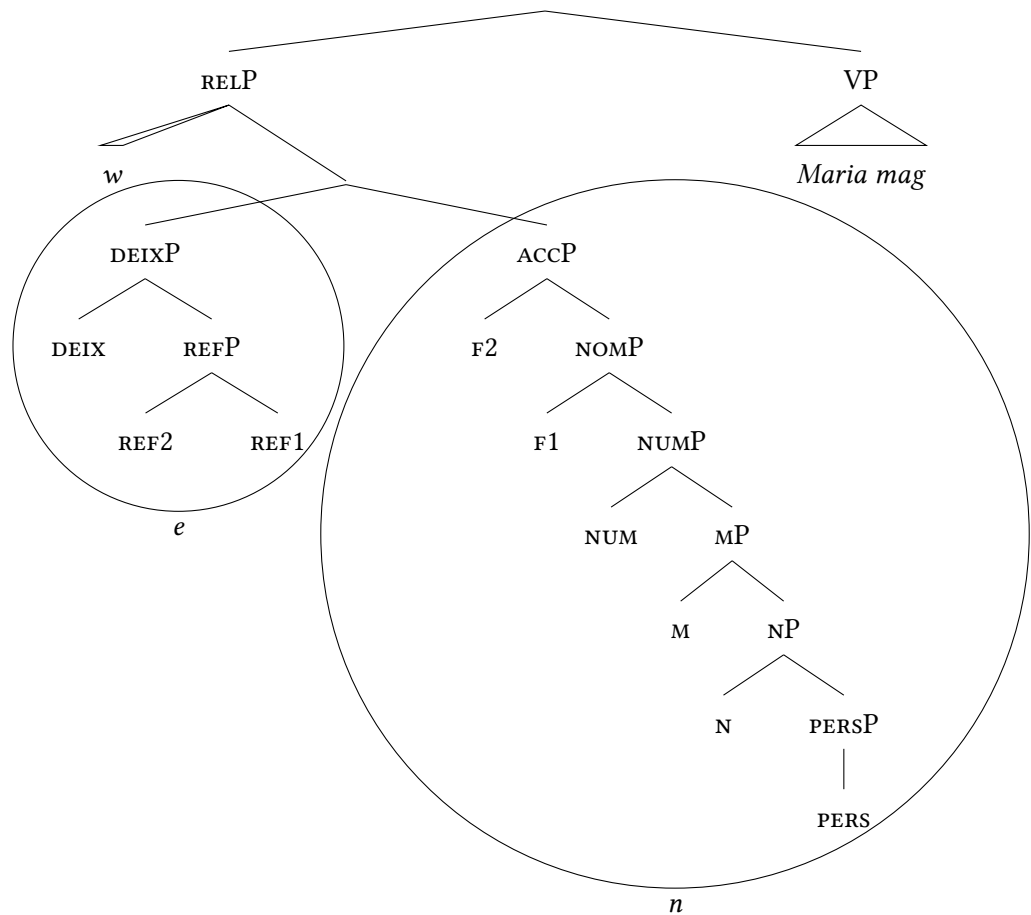 RELP VP
w Maria mag
DEIXP ACCP
DEIX REFP F2 NOMP
REF2 REF1 F1 NUMP
e NUM MP
M NP
N PERSP
PERS
n